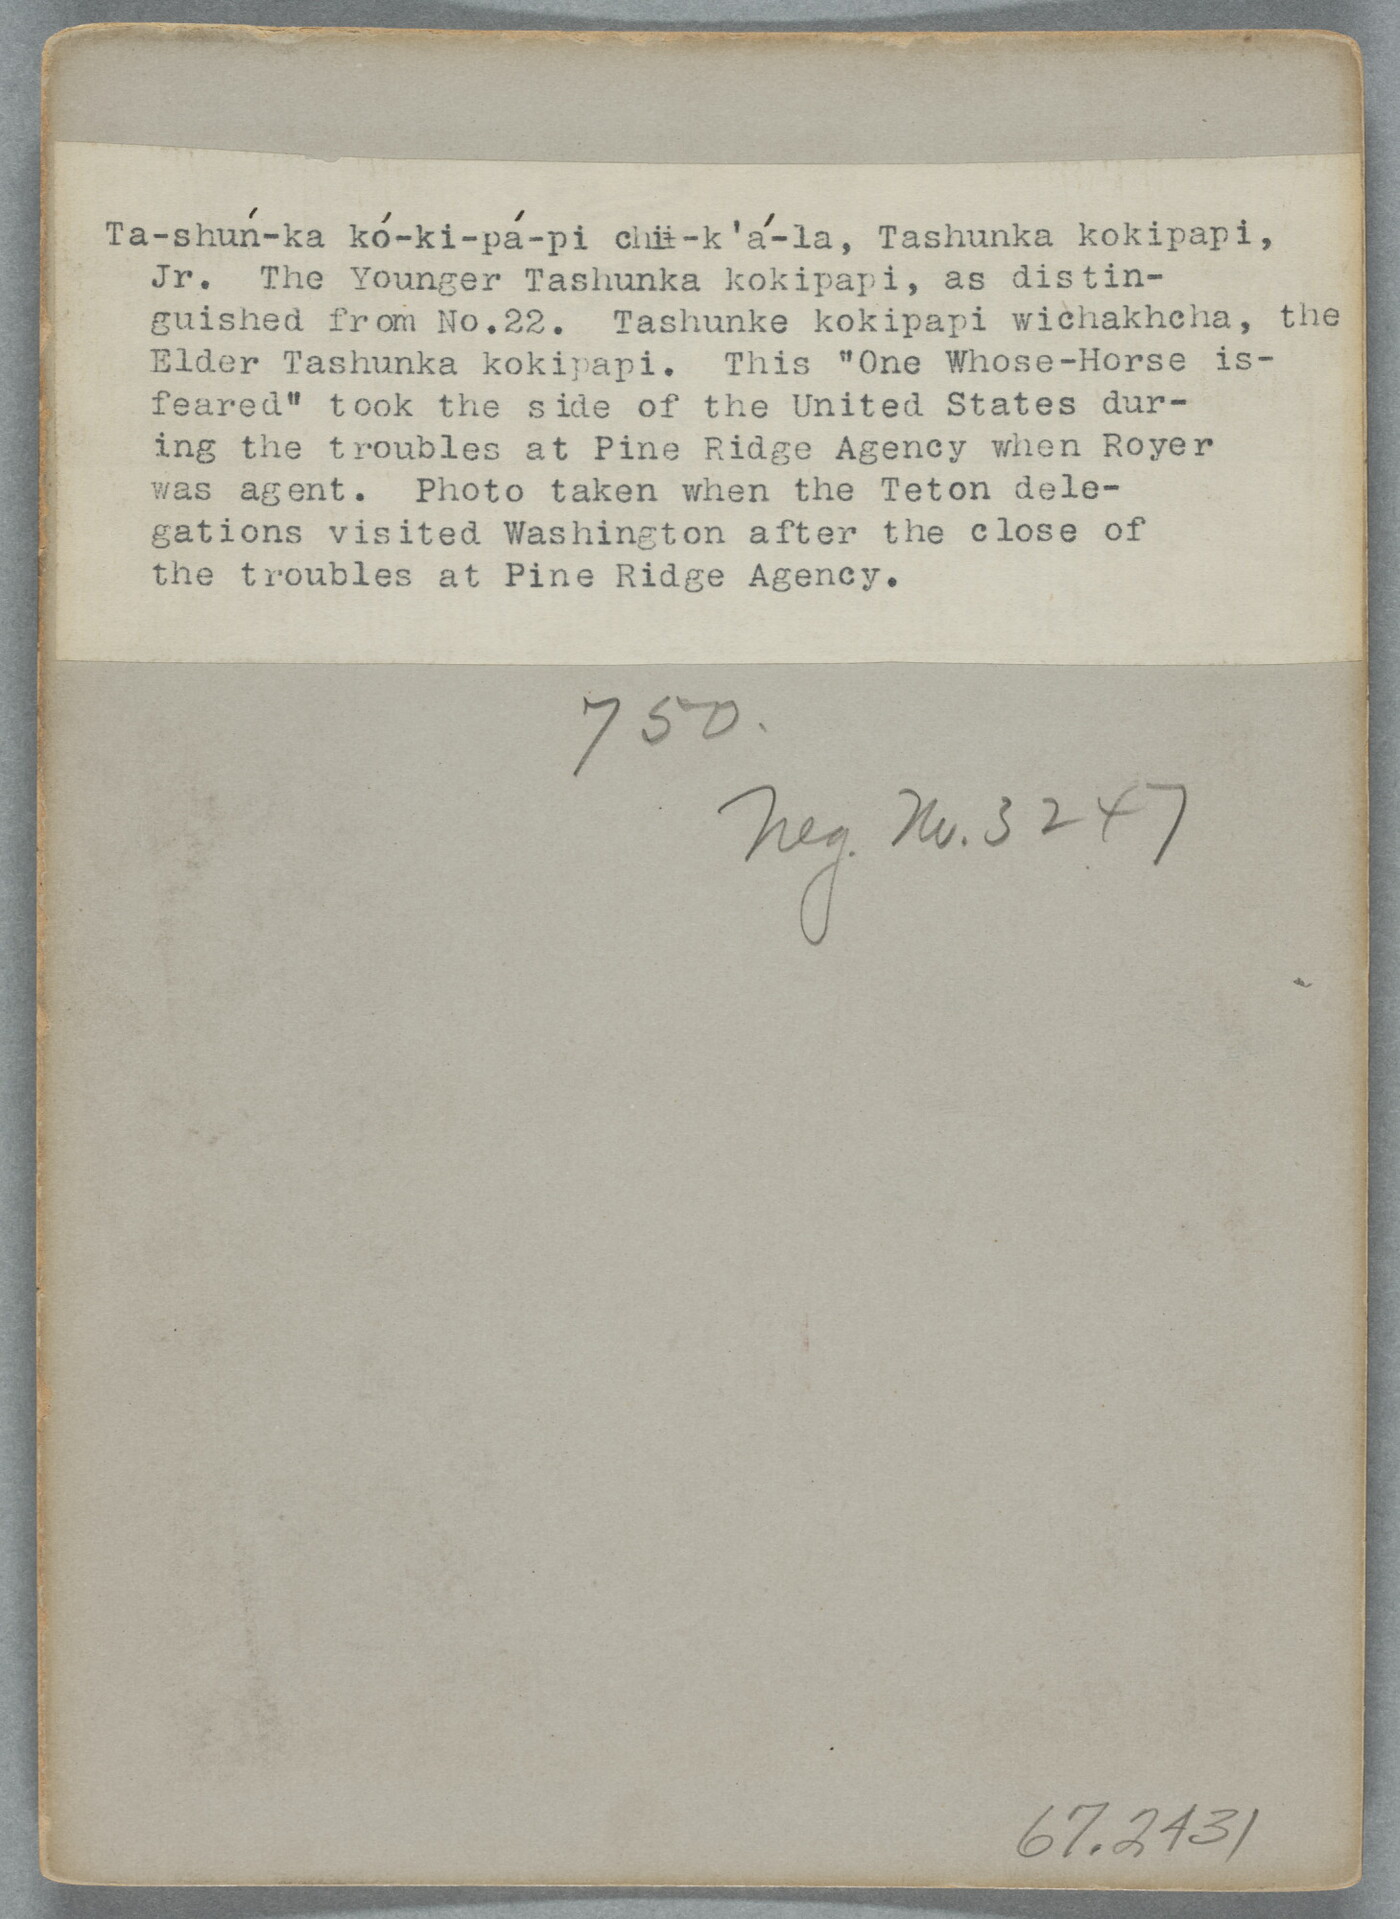 Ta-shuń-ka kó-ki-pá-pi chi-k'á-la, Tashunka kokipapi,
Jr. The Younger Tashunka kokipapi, as distin-
guished from No.22. Tashunke kokipapi wichakhcha, the
Elder Tashunka kokipapi. This "One Whose-Horse is-
feared" took the side of the United States dur-
ing the troubles at Pine Ridge Agency when Royer
was agent. Photo taken when the Teton dele-
gations visited Washington after the close of
the troubles at Pine Ridge Agency.
750.
Neg. No. 3247
67.2431